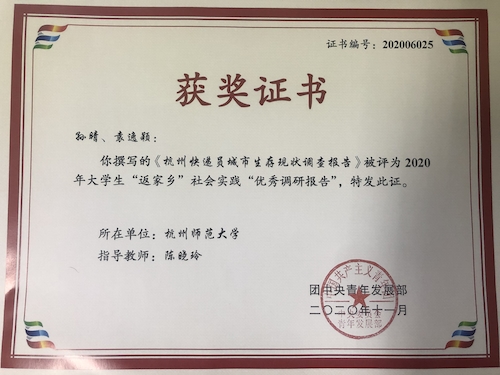 证书编号：202006025
获奖证书
孙晴、袁逸颖：
你撰写的《杭州快递员城市生存现状调查报告》被评为2020
年大学生“返家乡”社会实践“优秀调研报告”，特发此证。
所在单位：杭州师范大学
指导教师：陈晓玲
团中央青年发展部
二〇二〇年十一月